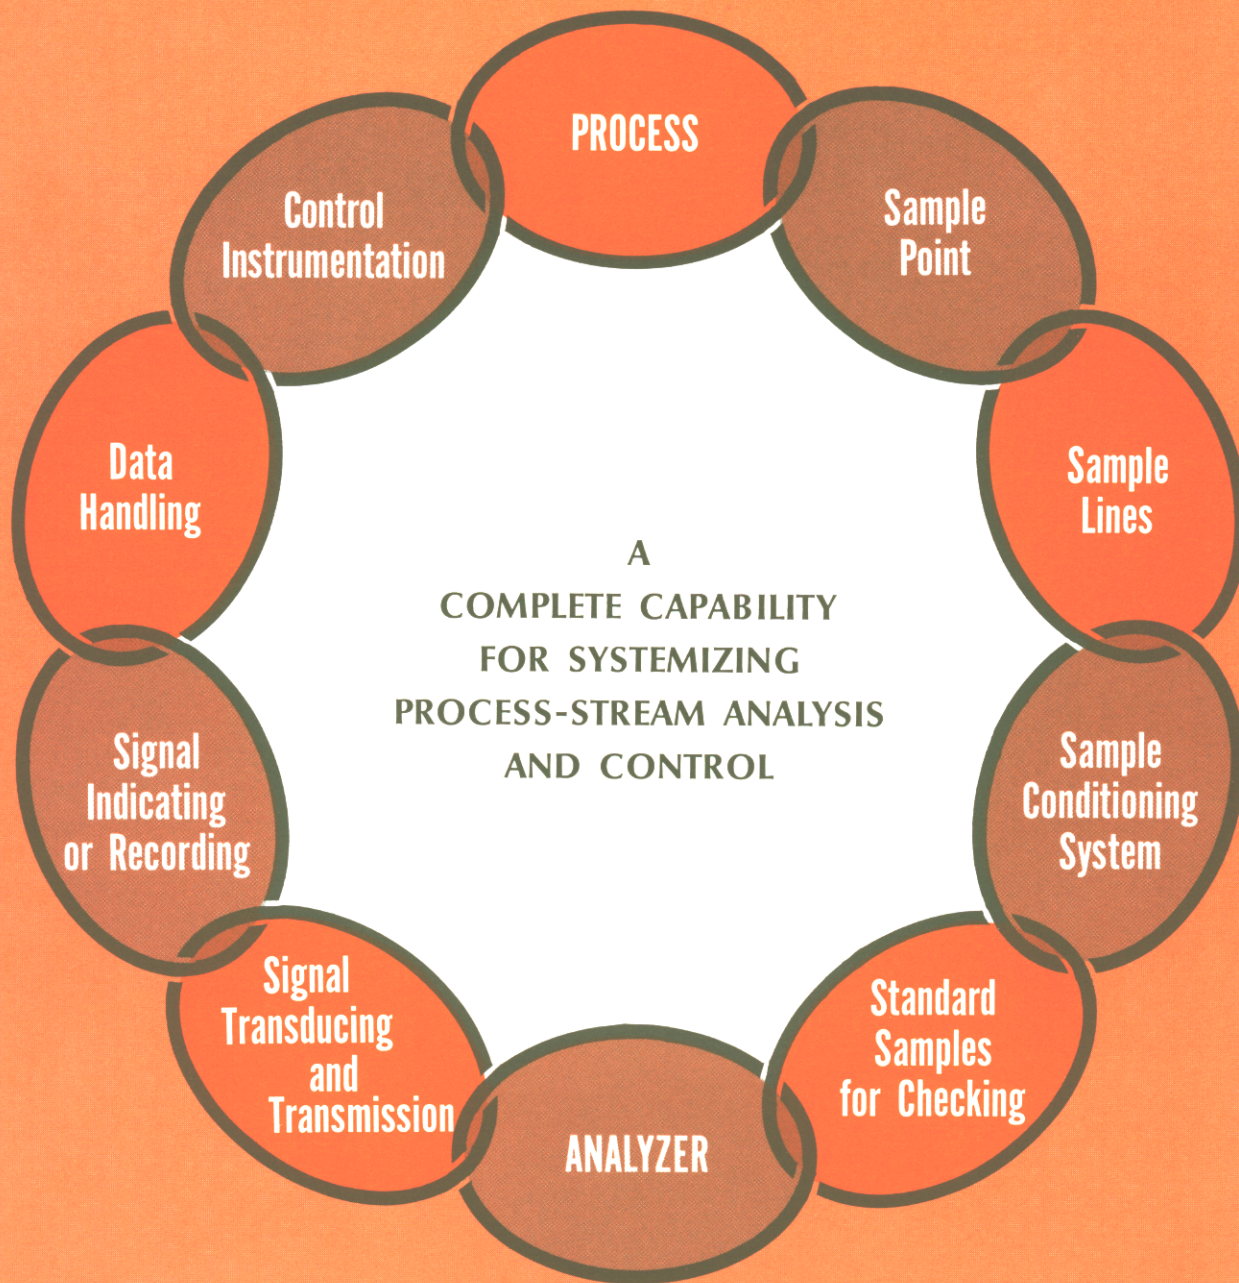 PROCESS
Sample
Point
Sample
Lines
Sample
Conditioning
System
Standard
Samples
for Checking
ANALYZER
Signal
Transducing
and
Transmission
Signal
Indicating
or Recording
Data
Handling
Control
Instrumentation
A
COMPLETE CAPABILITY
FOR SYSTEMIZING
PROCESS-STREAM ANALYSIS
AND CONTROL